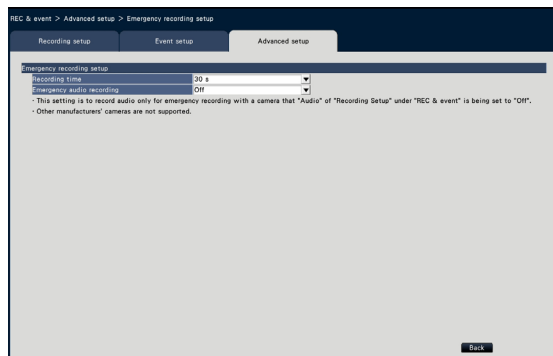 REC & event > Advanced setup > Emergency recording setup
Recording setup
Event setup
Advanced setup
Emergency recording setup
Recording time 30 s
Emergency audio recording Off
· This setting is to record audio only for emergency recording with a camera that "Audio" of "Recording Setup" under "REC & event" is being set to "Off".
· Other manufacturers' cameras are not supported.
Back